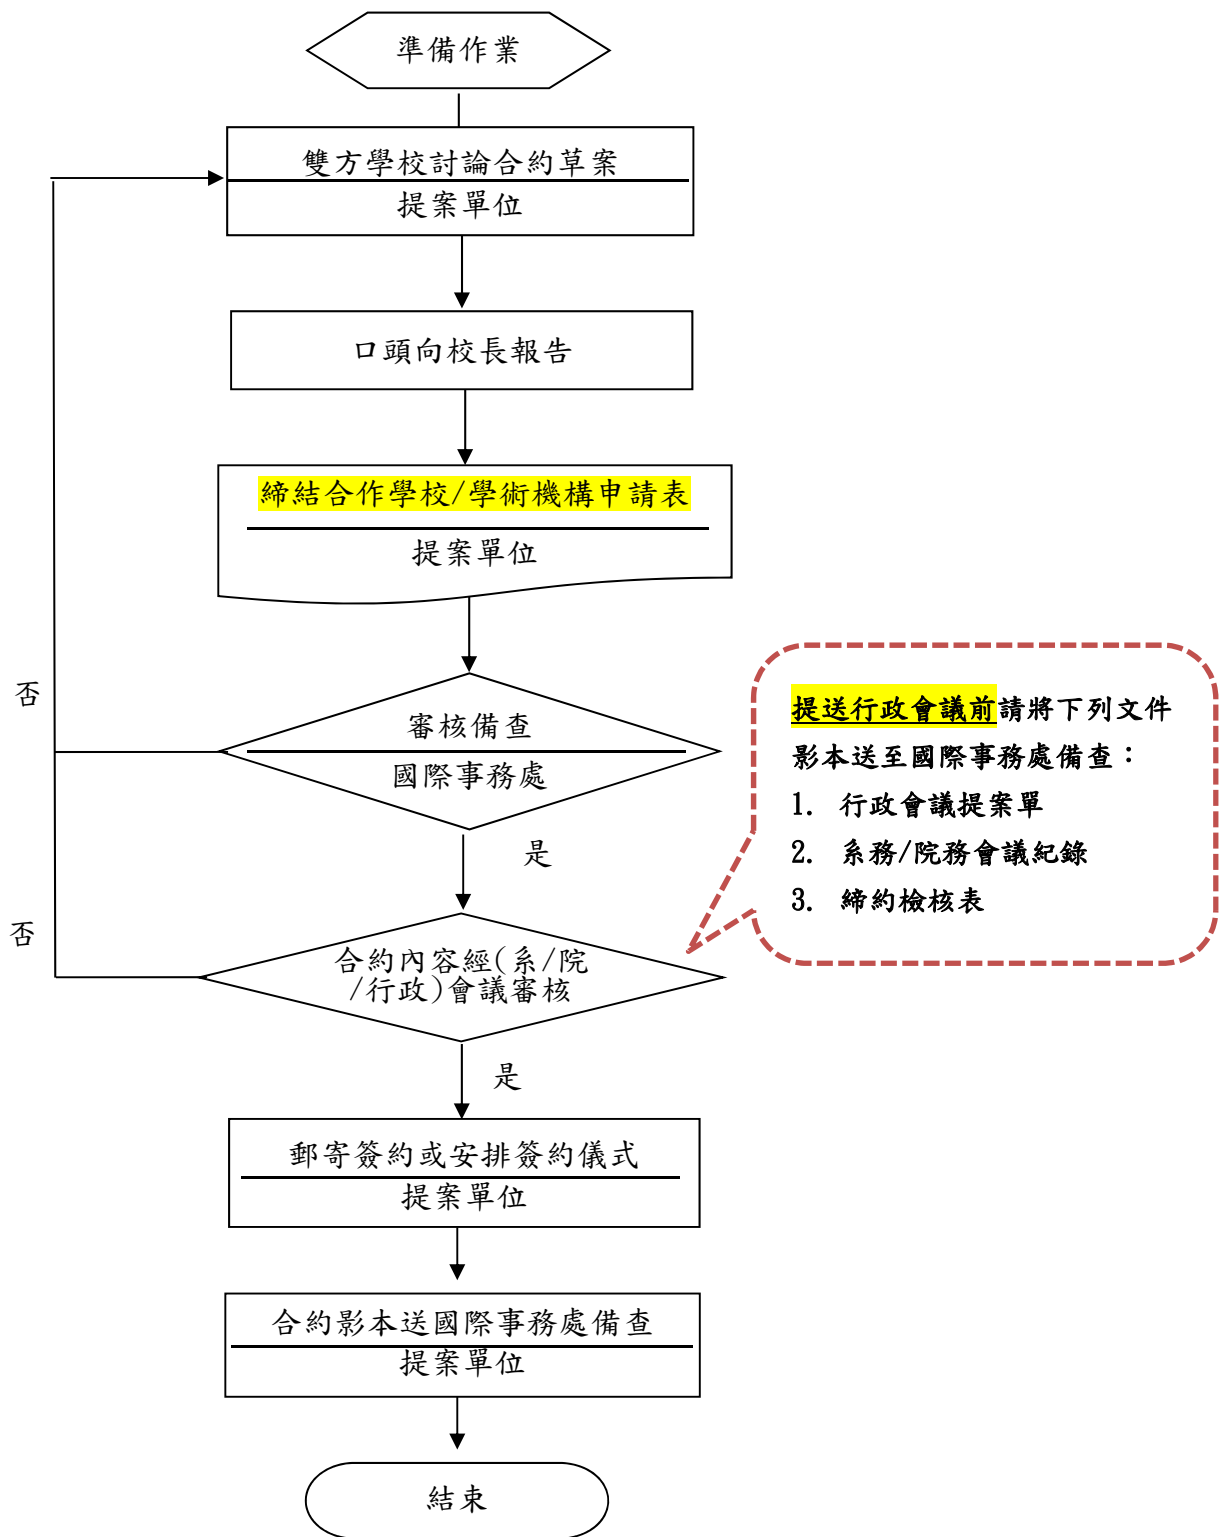 準備作業
雙方學校討論合約草案
提案單位
口頭向校長報告
締結合作學校/學術機構申請表
提案單位
否
審核備查
國際事務處
是
提送行政會議前請將下列文件
影本送至國際事務處備查：
1. 行政會議提案單
2. 系務/院務會議紀錄
3. 締約檢核表
否
合約內容經(系/院
/行政)會議審核
是
郵寄簽約或安排簽約儀式
提案單位
合約影本送國際事務處備查
提案單位
結束